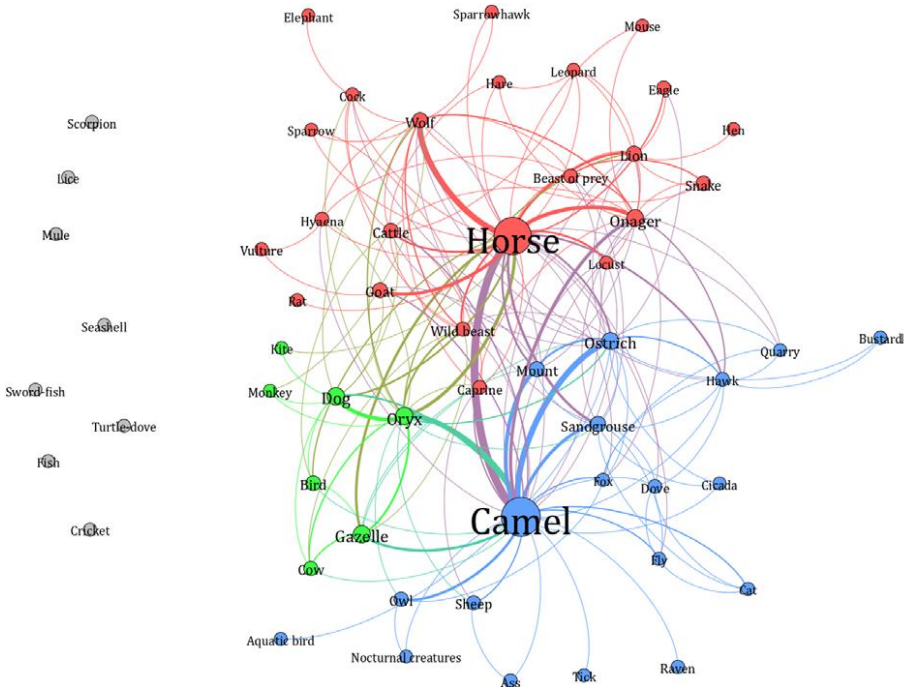 Elephant
Sparrowhawk
Mouse
Leopard
Hare
Eagle
Cock
Scorpion
Wolf
Sparrow
Hen
Lion
Lice
Beast of prey
Snake
Hyaena
Onager
Mule
Cattle
Horse
Vulture
Locust
Goat
Rat
Seashell
Wild beast
Ostrich
Bustard
Kite
Quarry
Mount
Hawk
Sword-fish
Monkey
Dog
Caprine
Oryx
Turtle-dove
Sandgrouse
Fish
Bird
Fox
Dove
Cicada
Camel
Cricket
Gazelle
Fly
Cow
Cat
Owl
Sheep
Aquatic bird
Nocturnal creatures
Raven
Tick
Ass